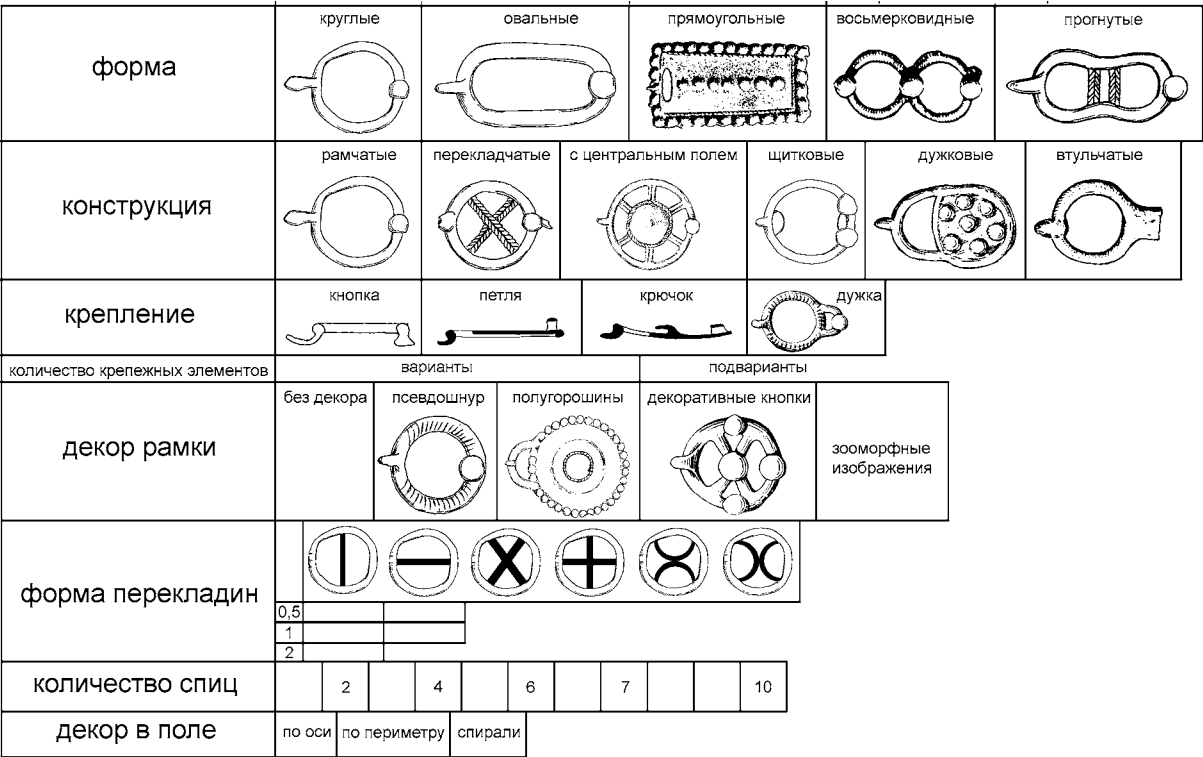 форма
круглые
овальные
прямоугольные
восьмерковидные
прогнутые
конструкция
рамчатые
перекладчатые
с центральным полем
щитковые
дужковые
втульчатые
крепление
кнопка
петля
крючок
дужка
количество крепежных элементов
варианты
подварианты
декор рамки
без декора
псевдошнур
полугорошины
декоративные кнопки
зооморфные
изображения
форма перекладин
0,5
1
2
количество спиц
2
4
6
7
10
декор в поле
по оси
по периметру
спирали